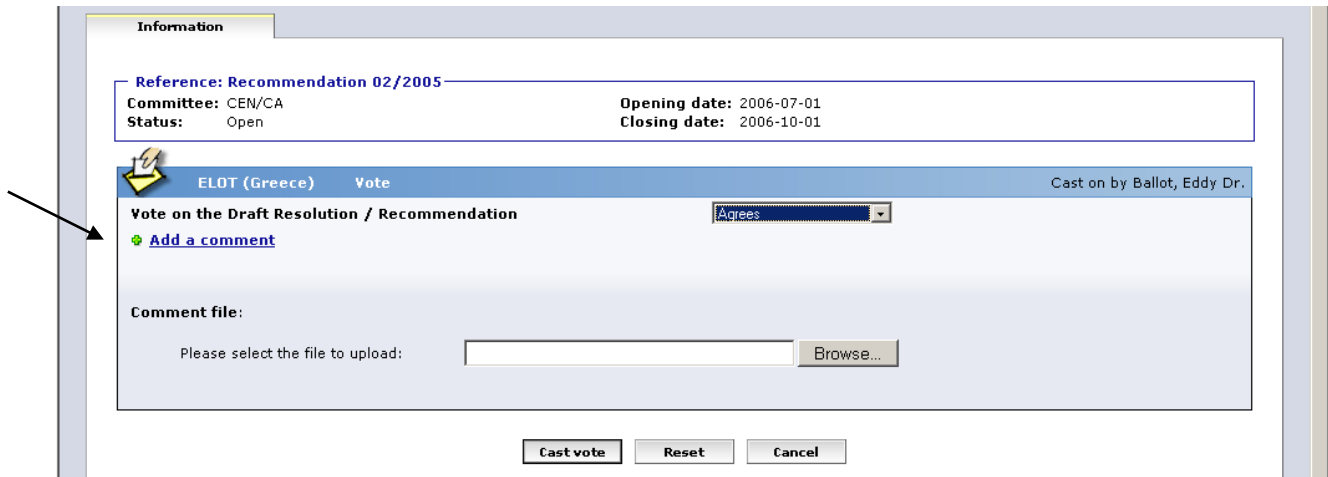 Information
Reference: Recommendation 02/2005
Committee: CEN/CA Opening date: 2006-07-01
Status: Open Closing date: 2006-10-01
ELOT (Greece) Vote Cast on by Ballot, Eddy Dr.
Vote on the Draft Resolution / Recommendation Agrees
Add a comment
Comment file:
Please select the file to upload: Browse...
Cast vote Reset Cancel